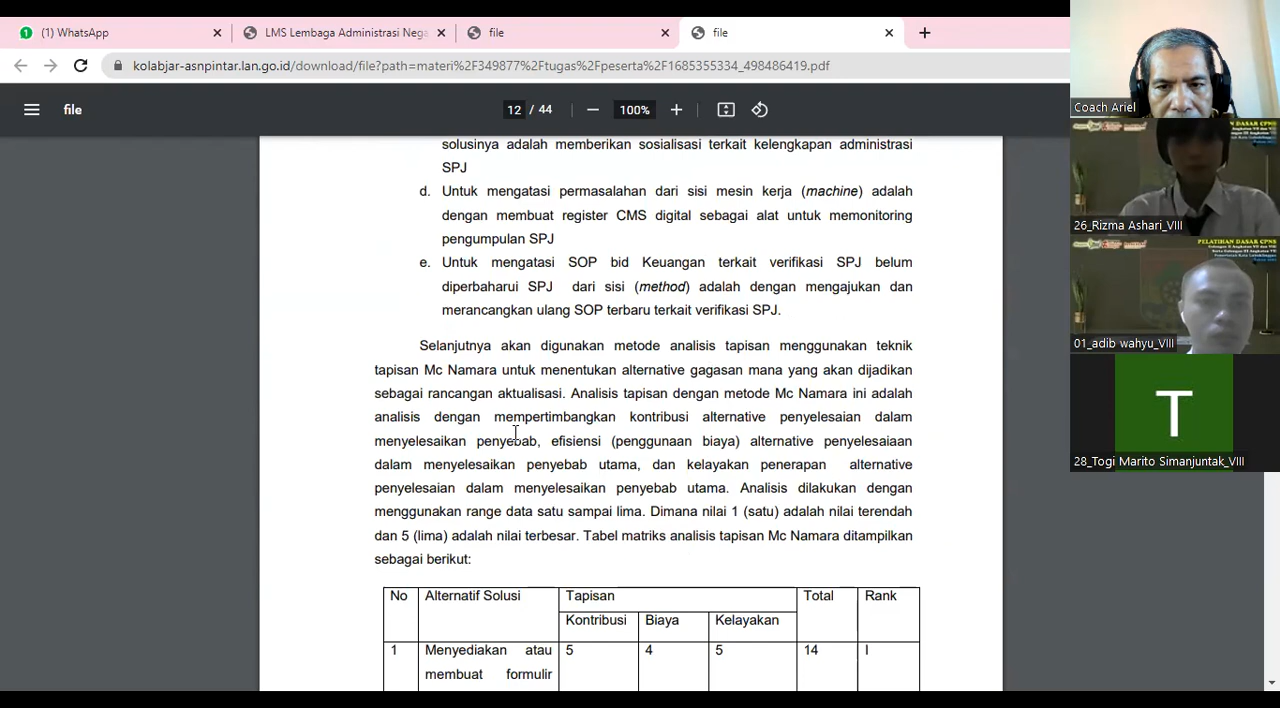 (1) WhatsApp
LMS Lembaga Administrasi Nega
file
file
kolabjar-asnpintar.lan.go.id/download/file?path=materi%2F349877%2Ftugas%2Fpeserta%2F1685355334_498486419.pdf
file
12 / 44
100%
solusinya adalah memberikan sosialisasi terkait kelengkapan administrasi
SPJ
d. Untuk mengatasi permasalahan dari sisi mesin kerja (machine) adalah
dengan membuat register CMS digital sebagai alat untuk memonitoring
pengumpulan SPJ
e. Untuk mengatasi SOP bid Keuangan terkait verifikasi SPJ belum
diperbaharui SPJ dari sisi (method) adalah dengan mengajukan dan
merancangkan ulang SOP terbaru terkait verifikasi SPJ.
Selanjutnya akan digunakan metode analisis tapisan menggunakan teknik
tapisan Mc Namara untuk menentukan alternative gagasan mana yang akan dijadikan
sebagai rancangan aktualisasi. Analisis tapisan dengan metode Mc Namara ini adalah
analisis dengan mempertimbangkan kontribusi alternative penyelesaian dalam
menyelesaikan penyebab, efisiensi (penggunaan biaya) alternative penyelesaiaan
dalam menyelesaikan penyebab utama, dan kelayakan penerapan alternative
penyelesaian dalam menyelesaikan penyebab utama. Analisis dilakukan dengan
menggunakan range data satu sampai lima. Dimana nilai 1 (satu) adalah nilai terendah
dan 5 (lima) adalah nilai terbesar. Tabel matriks analisis tapisan Mc Namara ditampilkan
sebagai berikut:
No Alternatif Solusi Tapisan Total Rank
Kontribusi Biaya Kelayakan
1 Menyediakan atau 5 4 5 14 I
membuat formulir
Coach Ariel
26_Rizma Ashari_VIII
PELATIHAN DASAR CPNS
01_adib wahyu_VIII
T
28_Togi Marito Simanjuntak_VIII